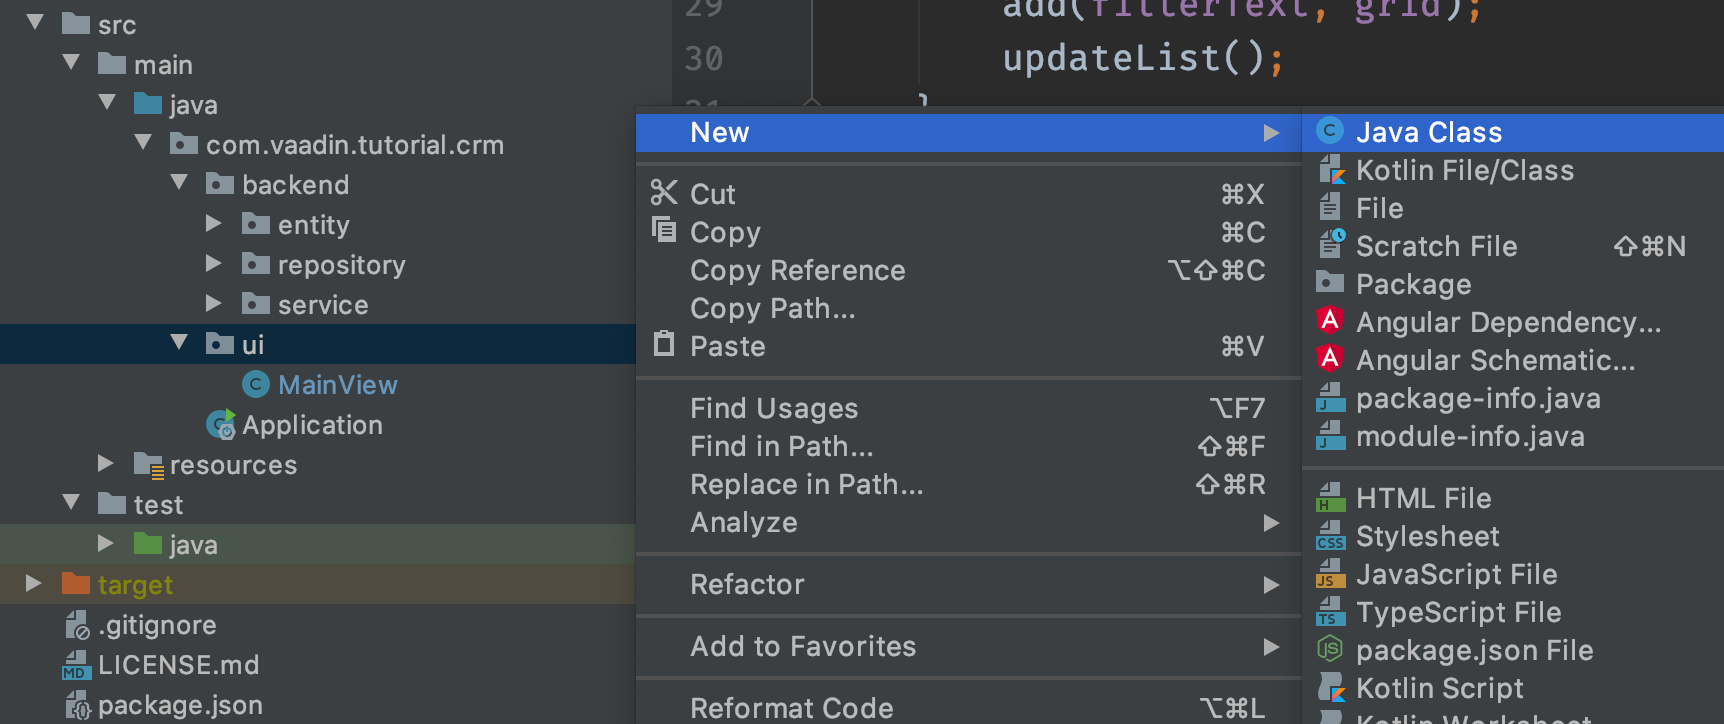 src
main
java
com.vaadin.tutorial.crm
backend
entity
repository
service
ui
MainView
Application
resources
test
java
target
.gitignore
LICENSE.md
package.json
29 add(filterText, grid);
30 updateList();
31 }
New
Cut ⌘X
Copy ⌘C
Copy Reference ⌥⇧⌘C
Copy Path...
Paste ⌘V
Find Usages ⌥F7
Find in Path... ⇧⌘F
Replace in Path... ⇧⌘R
Analyze
Refactor
Add to Favorites
Reformat Code ⌥⌘L
Java Class
Kotlin File/Class
File
Scratch File ⇧⌘N
Package
Angular Dependency...
Angular Schematic...
package-info.java
module-info.java
HTML File
Stylesheet
JavaScript File
TypeScript File
package.json File
Kotlin Script
Kotlin Worksheet